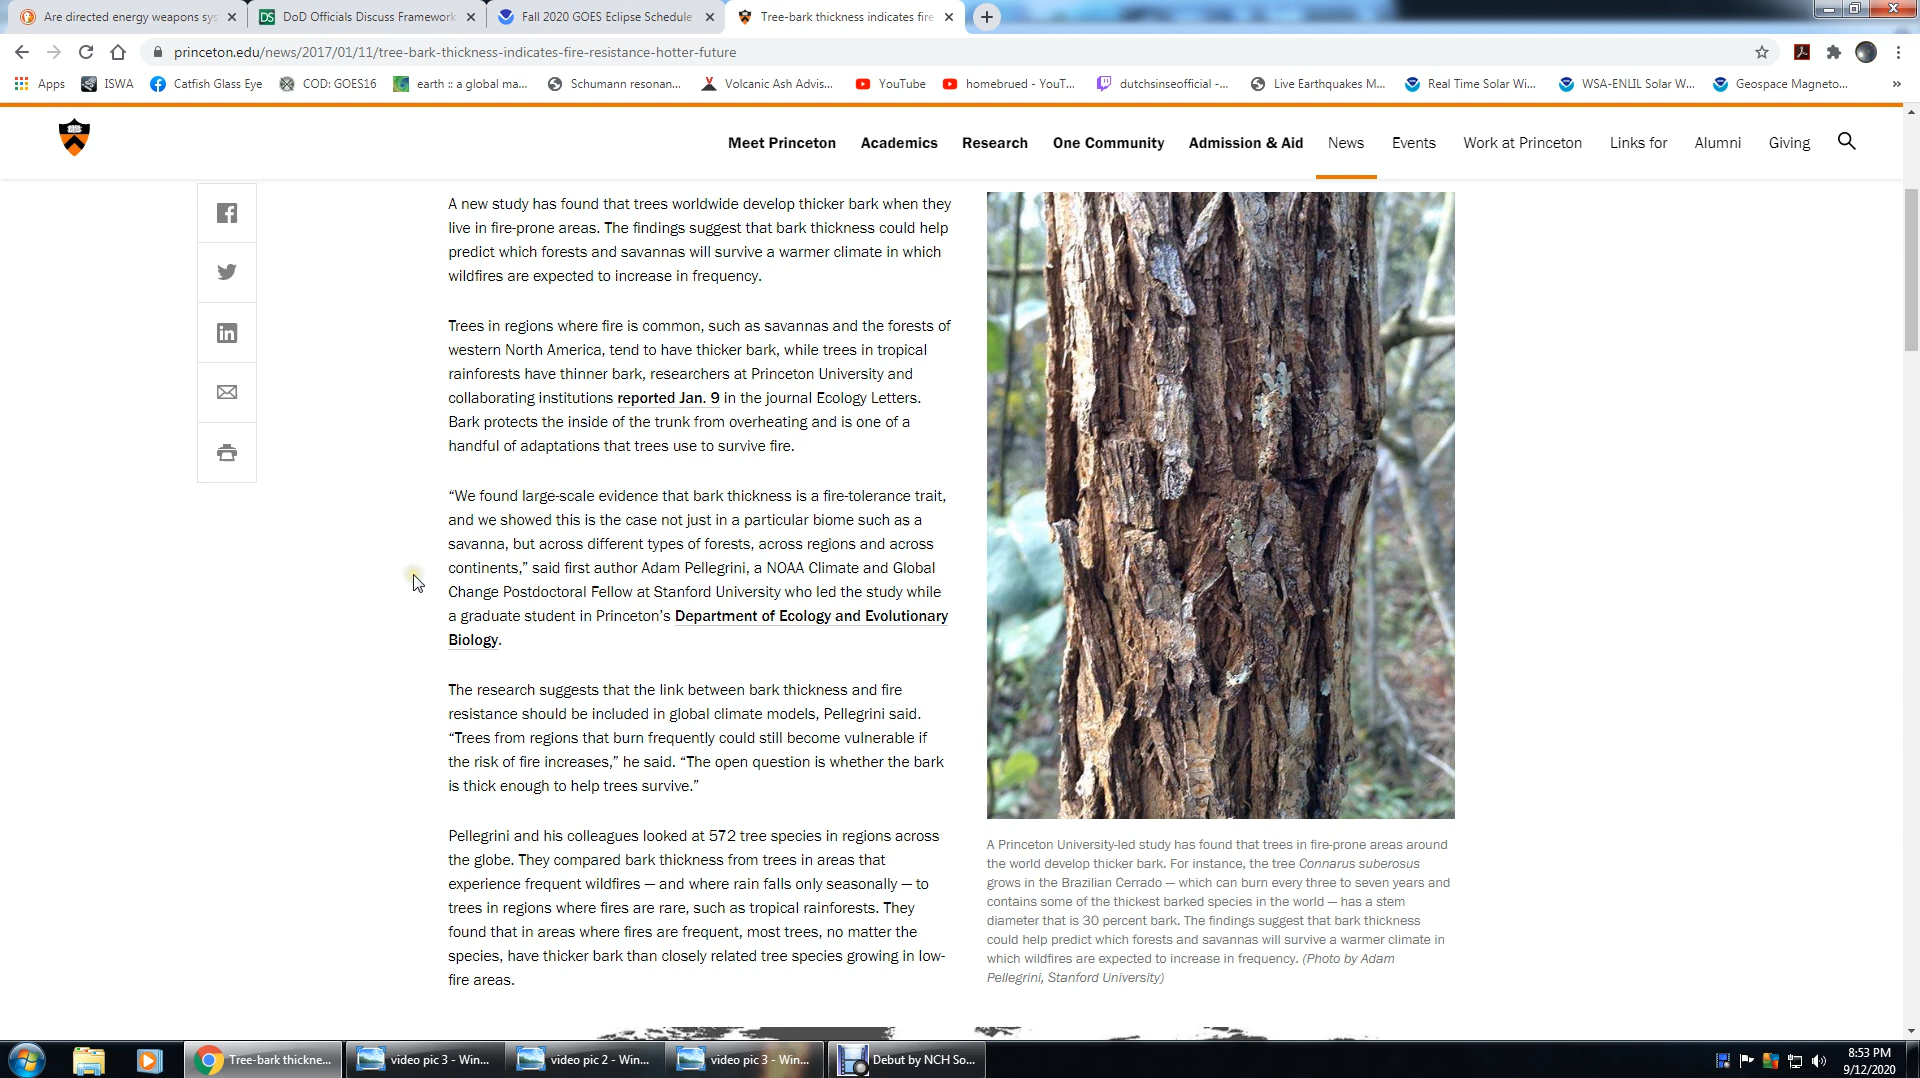 Are directed energy weapons sys
DoD Officials Discuss Framework
Fall 2020 GOES Eclipse Schedule
Tree-bark thickness indicates fire
princeton.edu/news/2017/01/11/tree-bark-thickness-indicates-fire-resistance-hotter-future
Apps ISWA Catfish Glass Eye COD: GOES16 earth :: a global ma... Schumann resonan... Volcanic Ash Advis... YouTube homebrued - YouT... dutchsinseofficial -... Live Earthquakes M... Real Time Solar Wi... WSA-ENLIL Solar W... Geospace Magneto... »
Meet Princeton Academics Research One Community Admission & Aid News Events Work at Princeton Links for Alumni Giving
A new study has found that trees worldwide develop thicker bark when they
live in fire-prone areas. The findings suggest that bark thickness could help
predict which forests and savannas will survive a warmer climate in which
wildfires are expected to increase in frequency.
Trees in regions where fire is common, such as savannas and the forests of
western North America, tend to have thicker bark, while trees in tropical
rainforests have thinner bark, researchers at Princeton University and
collaborating institutions reported Jan. 9 in the journal Ecology Letters.
Bark protects the inside of the trunk from overheating and is one of a
handful of adaptations that trees use to survive fire.
“We found large-scale evidence that bark thickness is a fire-tolerance trait,
and we showed this is the case not just in a particular biome such as a
savanna, but across different types of forests, across regions and across
continents,” said first author Adam Pellegrini, a NOAA Climate and Global
Change Postdoctoral Fellow at Stanford University who led the study while
a graduate student in Princeton’s Department of Ecology and Evolutionary
Biology.
The research suggests that the link between bark thickness and fire
resistance should be included in global climate models, Pellegrini said.
“Trees from regions that burn frequently could still become vulnerable if
the risk of fire increases,” he said. “The open question is whether the bark
is thick enough to help trees survive.”
Pellegrini and his colleagues looked at 572 tree species in regions across
the globe. They compared bark thickness from trees in areas that
experience frequent wildfires — and where rain falls only seasonally — to
trees in regions where fires are rare, such as tropical rainforests. They
found that in areas where fires are frequent, most trees, no matter the
species, have thicker bark than closely related tree species growing in low-
fire areas.
A Princeton University-led study has found that trees in fire-prone areas around
the world develop thicker bark. For instance, the tree Connarus suberosus
grows in the Brazilian Cerrado — which can burn every three to seven years and
contains some of the thickest barked species in the world — has a stem
diameter that is 30 percent bark. The findings suggest that bark thickness
could help predict which forests and savannas will survive a warmer climate in
which wildfires are expected to increase in frequency. (Photo by Adam
Pellegrini, Stanford University)
Tree-bark thickne... video pic 3 - Win... video pic 2 - Win... video pic 3 - Win... Debut by NCH So...
8:53 PM
9/12/2020